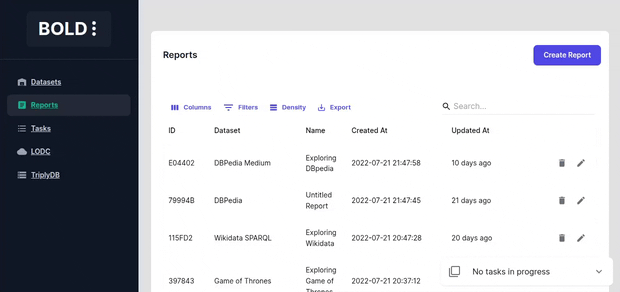 BOLD
Datasets
Reports
Tasks
LODC
TriplyDB
Reports
Create Report
Columns Filters Density Export Search...
ID Dataset Name Created At Updated At
E04402 DBPedia Medium Exploring DBpedia 2022-07-21 21:47:58 10 days ago
79994B DBPedia Untitled Report 2022-07-21 21:47:45 21 days ago
115FD2 Wikidata SPARQL Exploring Wikidata 2022-07-21 20:47:28 20 days ago
397843 Game of Thrones Exploring Game of Thrones 2022-07-21 20:37:12
No tasks in progress